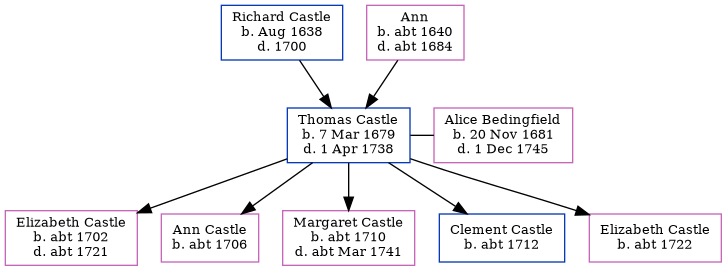 Richard Castle
b. Aug 1638
d. 1700
Ann
b. abt 1640
d. abt 1684
Thomas Castle
b. 7 Mar 1679
d. 1 Apr 1738
Alice Bedingfield
b. 20 Nov 1681
d. 1 Dec 1745
Elizabeth Castle
b. abt 1702
d. abt 1721
Ann Castle
b. abt 1706
Margaret Castle
b. abt 1710
d. abt Mar 1741
Clement Castle
b. abt 1712
Elizabeth Castle
b. abt 1722